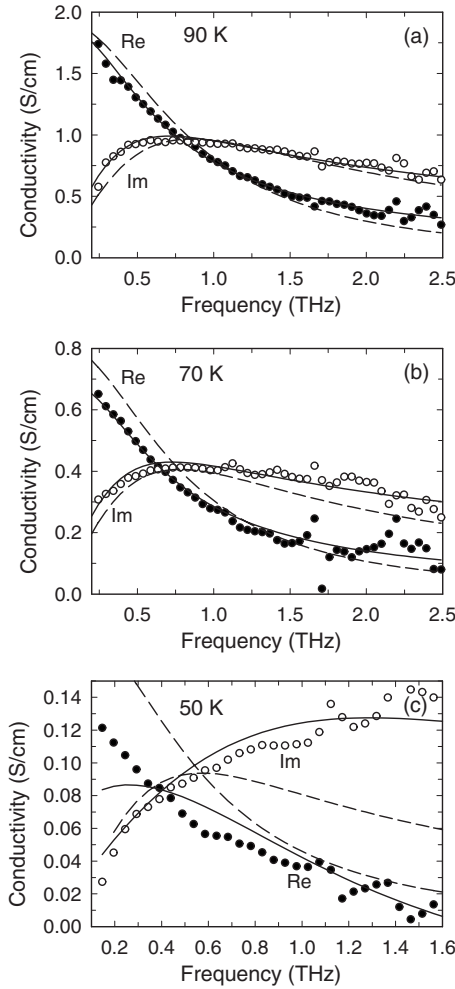 90 K
(a)
Re
Im
Conductivity (S/cm)
2.0
1.5
1.0
0.5
0.0
0.5 1.0 1.5 2.0 2.5
Frequency (THz)
70 K
(b)
Re
Im
Conductivity (S/cm)
0.8
0.6
0.4
0.2
0.0
0.5 1.0 1.5 2.0 2.5
Frequency (THz)
50 K
(c)
Im
Re
Conductivity (S/cm)
0.14
0.12
0.10
0.08
0.06
0.04
0.02
0.00
0.2 0.4 0.6 0.8 1.0 1.2 1.4 1.6
Frequency (THz)